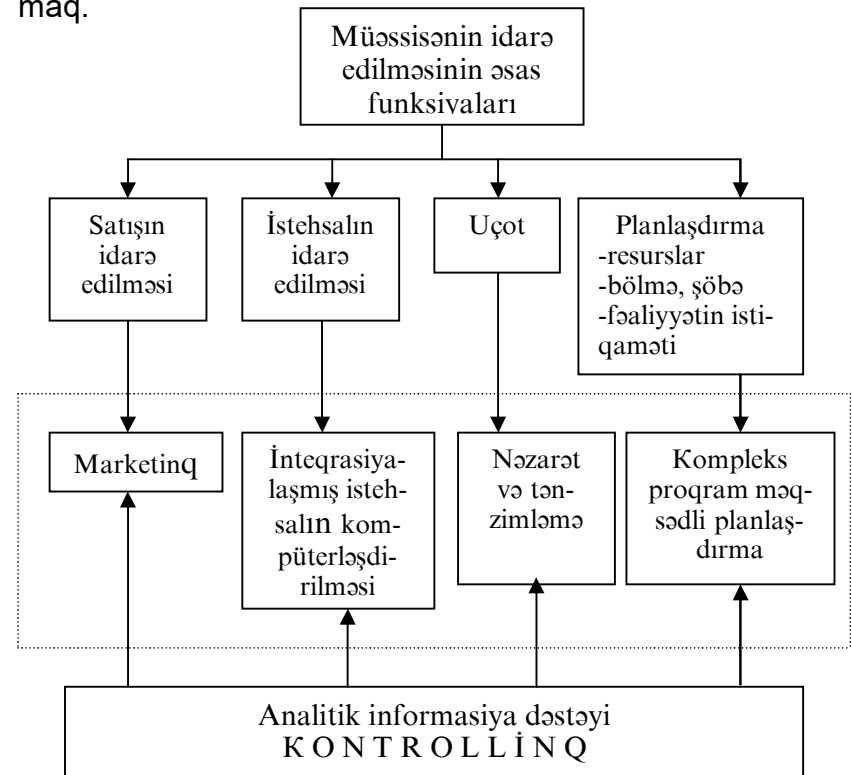 maq.
Müəssisənin idarə
edilməsinin əsas
funksivaları
Satışın
idarə
edilməsi
İstehsalın
idarə
edilməsi
Uçot
Planlaşdırma
-resurslar
-bölmə, şöbə
-fəaliyyətin isti-
qaməti
Marketinq
İnteqrasiya-
laşmış isteh-
salın kom-
püterləşdi-
rilməsi
Nəzarət
və tən-
zimləmə
Kompleks
proqram məq-
sədli planlaş-
dırma
Analitik informasiya dəstəyi
K O N T R O L L İ N Q